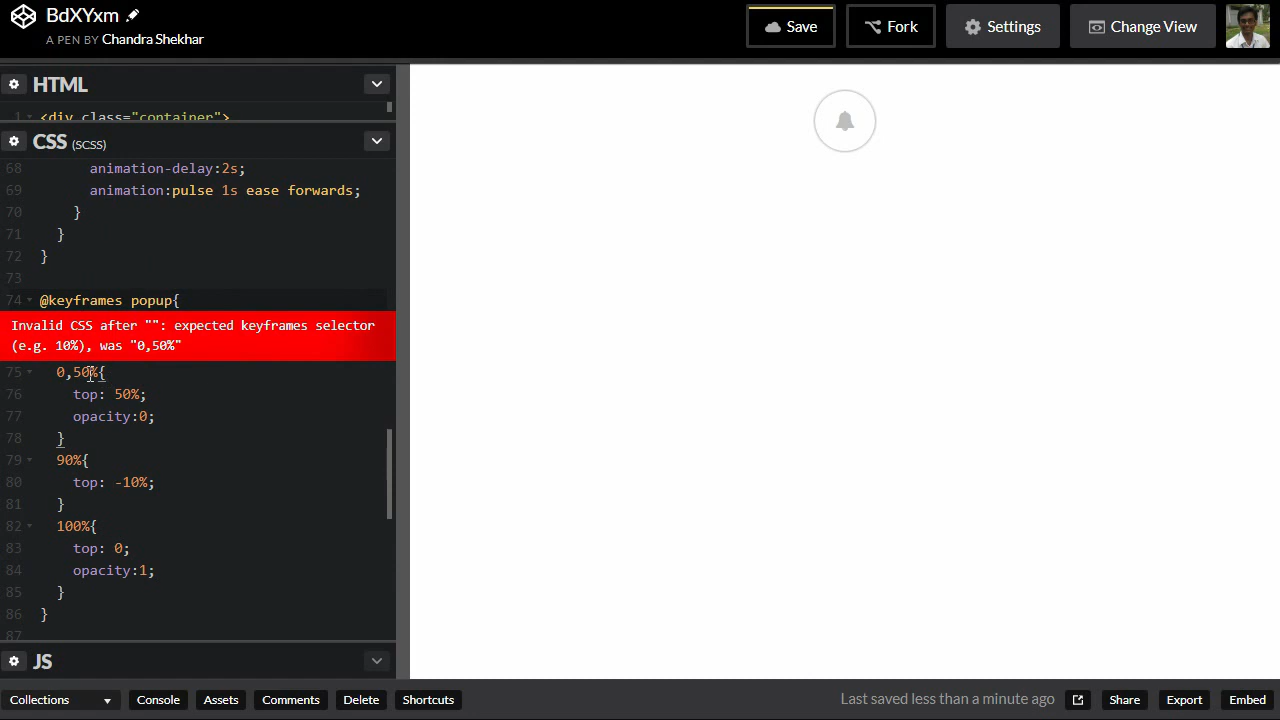 BdXYxm
A PEN BY Chandra Shekhar
Save
Fork
Settings
Change View
HTML
1 <div class="container">
CSS (SCSS)
68 animation-delay:2s;
69 animation:pulse 1s ease forwards;
70 }
71 }
72 }
73
74 @keyframes popup{
Invalid CSS after "": expected keyframes selector
(e.g. 10%), was "0,50%"
75 0,50%{
76 top: 50%;
77 opacity:0;
78 }
79 90%{
80 top: -10%;
81 }
82 100%{
83 top: 0;
84 opacity:1;
85 }
86 }
87
JS
Collections
Console
Assets
Comments
Delete
Shortcuts
Last saved less than a minute ago
Share
Export
Embed